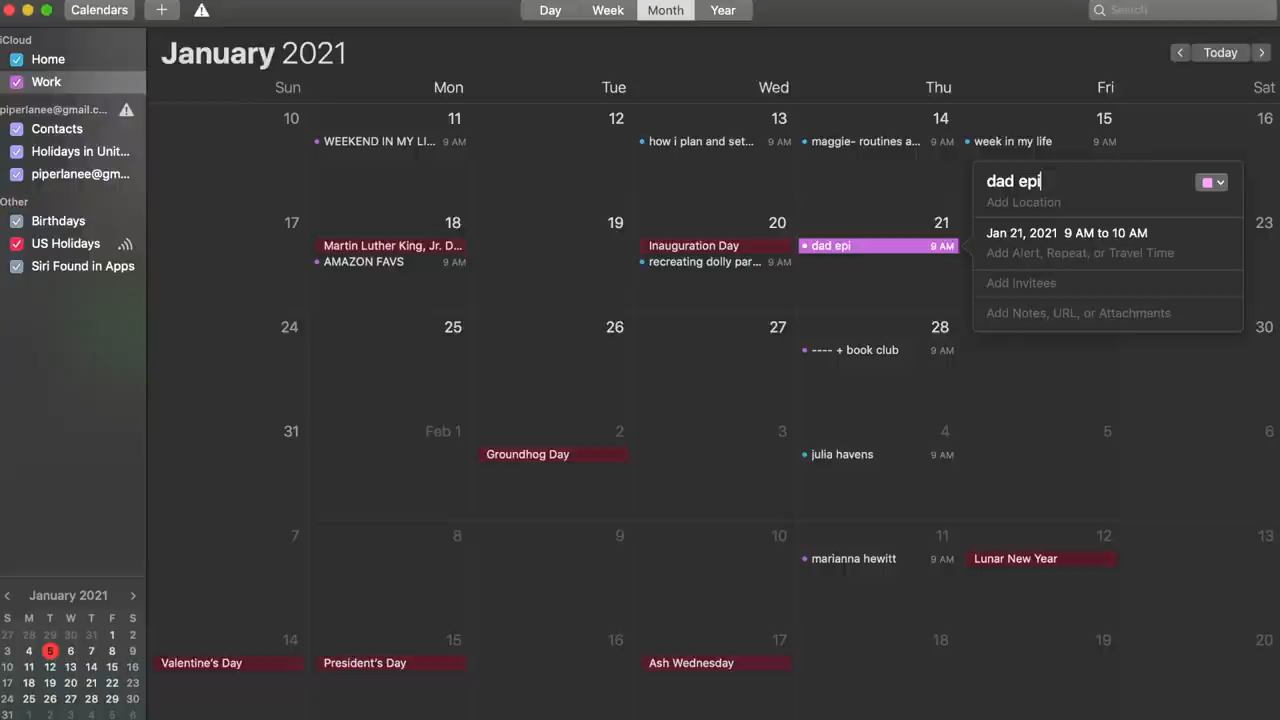 Calendars
+
Day Week Month Year
Search
iCloud
Home
Work
piperlanee@gmail.c...
Contacts
Holidays in Unit...
piperlanee@gm...
Other
Birthdays
US Holidays
Siri Found in Apps
January 2021
S M T W T F S
27 28 29 30 31 1 2
3 4 5 6 7 8 9
10 11 12 13 14 15 16
17 18 19 20 21 22 23
24 25 26 27 28 29 30
31 1 2 3 4 5 6
January 2021
< Today >
Sun Mon Tue Wed Thu Fri Sat
10 11 12 13 14 15 16
WEEKEND IN MY LI... 9 AM
how i plan and set... 9 AM
maggie- routines a... 9 AM
week in my life 9 AM
17 18 19 20 21 23
Martin Luther King, Jr. D...
AMAZON FAVS 9 AM
Inauguration Day
recreating dolly par... 9 AM
dad epi 9 AM
dad epi
Add Location
Jan 21, 2021 9 AM to 10 AM
Add Alert, Repeat, or Travel Time
Add Invitees
Add Notes, URL, or Attachments
24 25 26 27 28 30
---- + book club 9 AM
31 Feb 1 2 3 4 5 6
Groundhog Day
julia havens 9 AM
7 8 9 10 11 12 13
marianna hewitt 9 AM
Lunar New Year
14 15 16 17 18 19 20
Valentine's Day
President's Day
Ash Wednesday